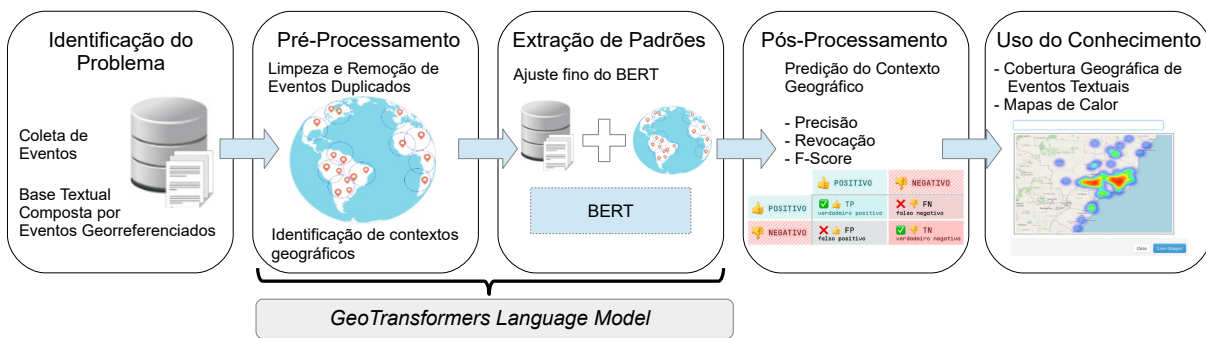 Identificação do
Problema
Coleta de
Eventos
Base Textual
Composta por
Eventos Georreferenciados
Pré-Processamento
Limpeza e Remoção de
Eventos Duplicados
Identificação de contextos
geográficos
Extração de Padrões
Ajuste fino do BERT
BERT
GeoTransformers Language Model
Pós-Processamento
Predição do Contexto
Geográfico
- Precisão
- Revocação
- F-Score
POSITIVO
NEGATIVO
POSITIVO
TP
verdadeiro positivo
FN
falso negativo
NEGATIVO
FP
falso positivo
TN
verdadeiro negativo
Uso do Conhecimento
- Cobertura Geográfica de
Eventos Textuais
- Mapas de Calor
Close
Save changes